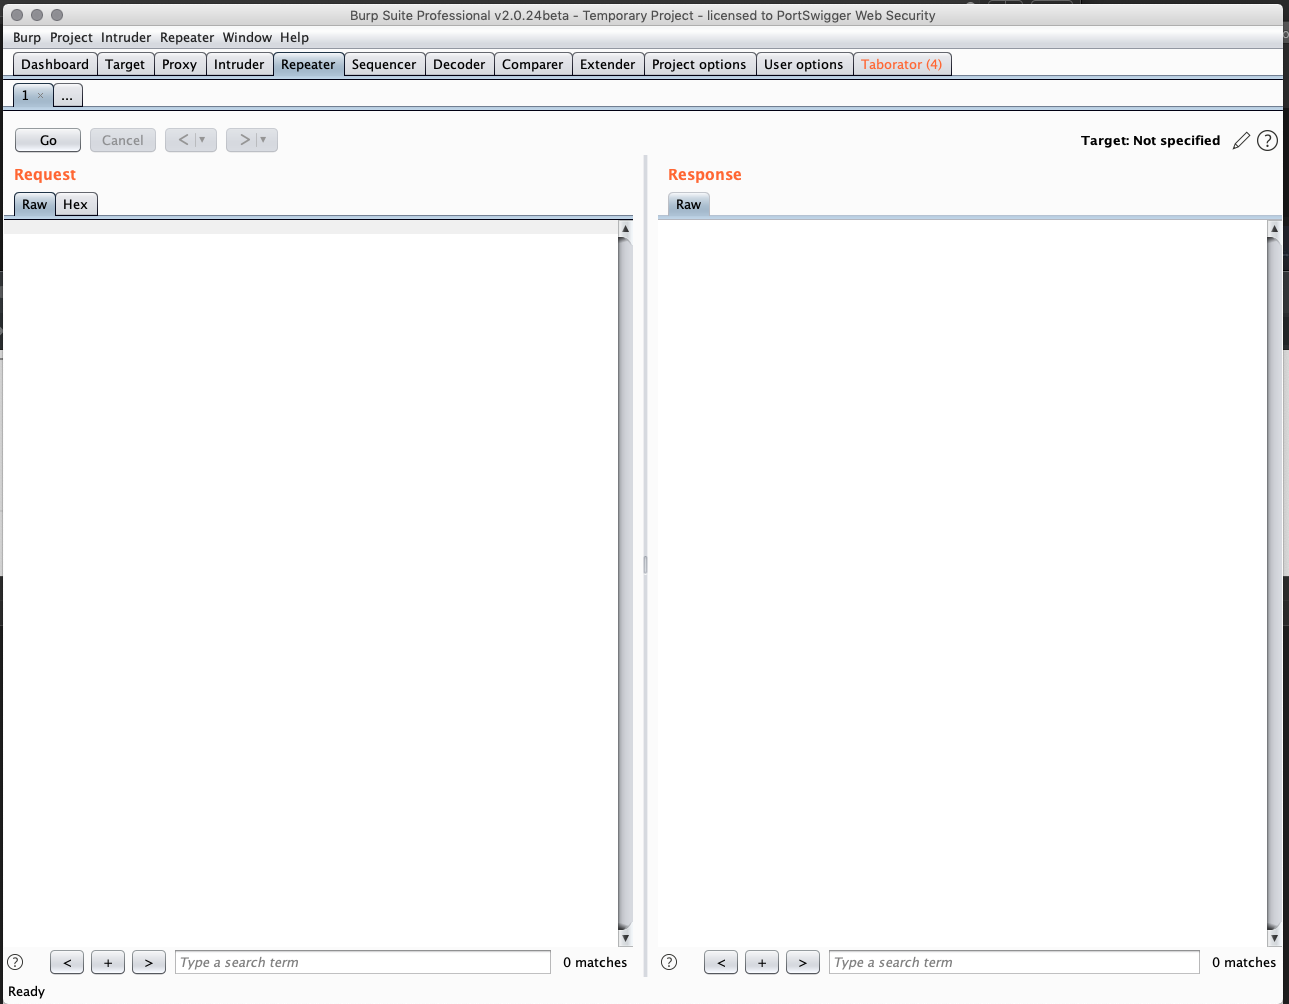 Burp Suite Professional v2.0.24beta - Temporary Project - licensed to PortSwigger Web Security
Burp Project Intruder Repeater Window Help
Dashboard Target Proxy Intruder Repeater Sequencer Decoder Comparer Extender Project options User options Taborator (4)
1 × ...
Go Cancel < ▾ > ▾ Target: Not specified ?
Request
Raw Hex
Response
Raw
? < + > Type a search term 0 matches
? < + > Type a search term 0 matches
Ready